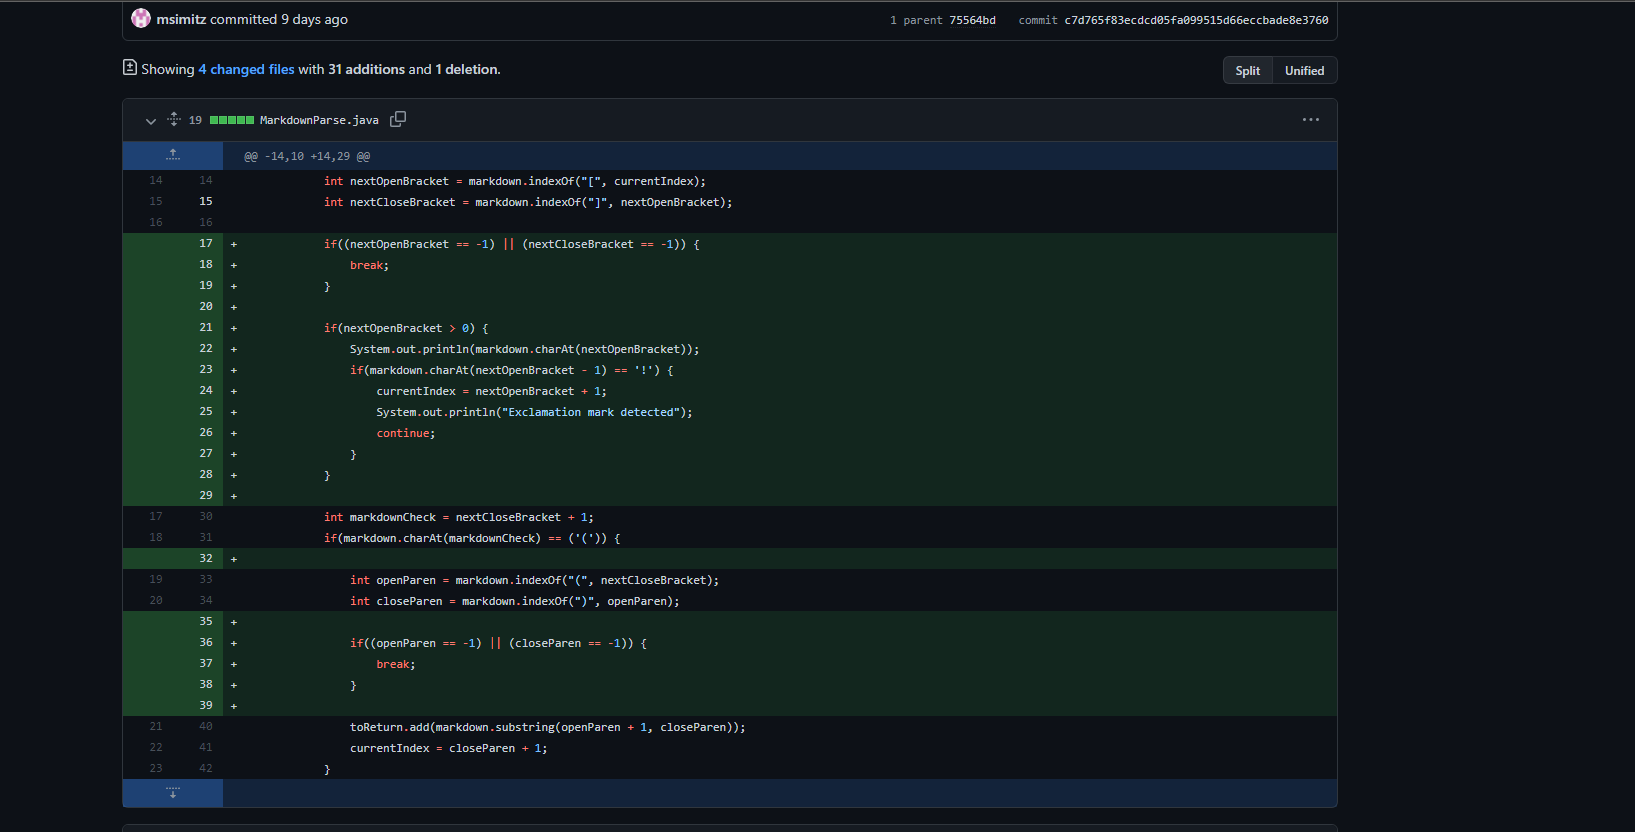 msimitz committed 9 days ago 1 parent 75564bd commit c7d765f83ecdcd05fa099515d66eccbade8e3760
Showing 4 changed files with 31 additions and 1 deletion.
Split Unified
19 MarkdownParse.java
@@ -14,10 +14,29 @@
14 14 int nextOpenBracket = markdown.indexOf("[", currentIndex);
15 15 int nextCloseBracket = markdown.indexOf("]", nextOpenBracket);
16 16
17 + if((nextOpenBracket == -1) || (nextCloseBracket == -1)) {
18 + break;
19 + }
20 +
21 + if(nextOpenBracket > 0) {
22 + System.out.println(markdown.charAt(nextOpenBracket));
23 + if(markdown.charAt(nextOpenBracket - 1) == '!') {
24 + currentIndex = nextOpenBracket + 1;
25 + System.out.println("Exclamation mark detected");
26 + continue;
27 + }
28 + }
29 +
17 30 int markdownCheck = nextCloseBracket + 1;
18 31 if(markdown.charAt(markdownCheck) == ('(')) {
32 +
19 33 int openParen = markdown.indexOf("(", nextCloseBracket);
20 34 int closeParen = markdown.indexOf(")", openParen);
35 +
36 + if((openParen == -1) || (closeParen == -1)) {
37 + break;
38 + }
39 +
21 40 toReturn.add(markdown.substring(openParen + 1, closeParen));
22 41 currentIndex = closeParen + 1;
23 42 }